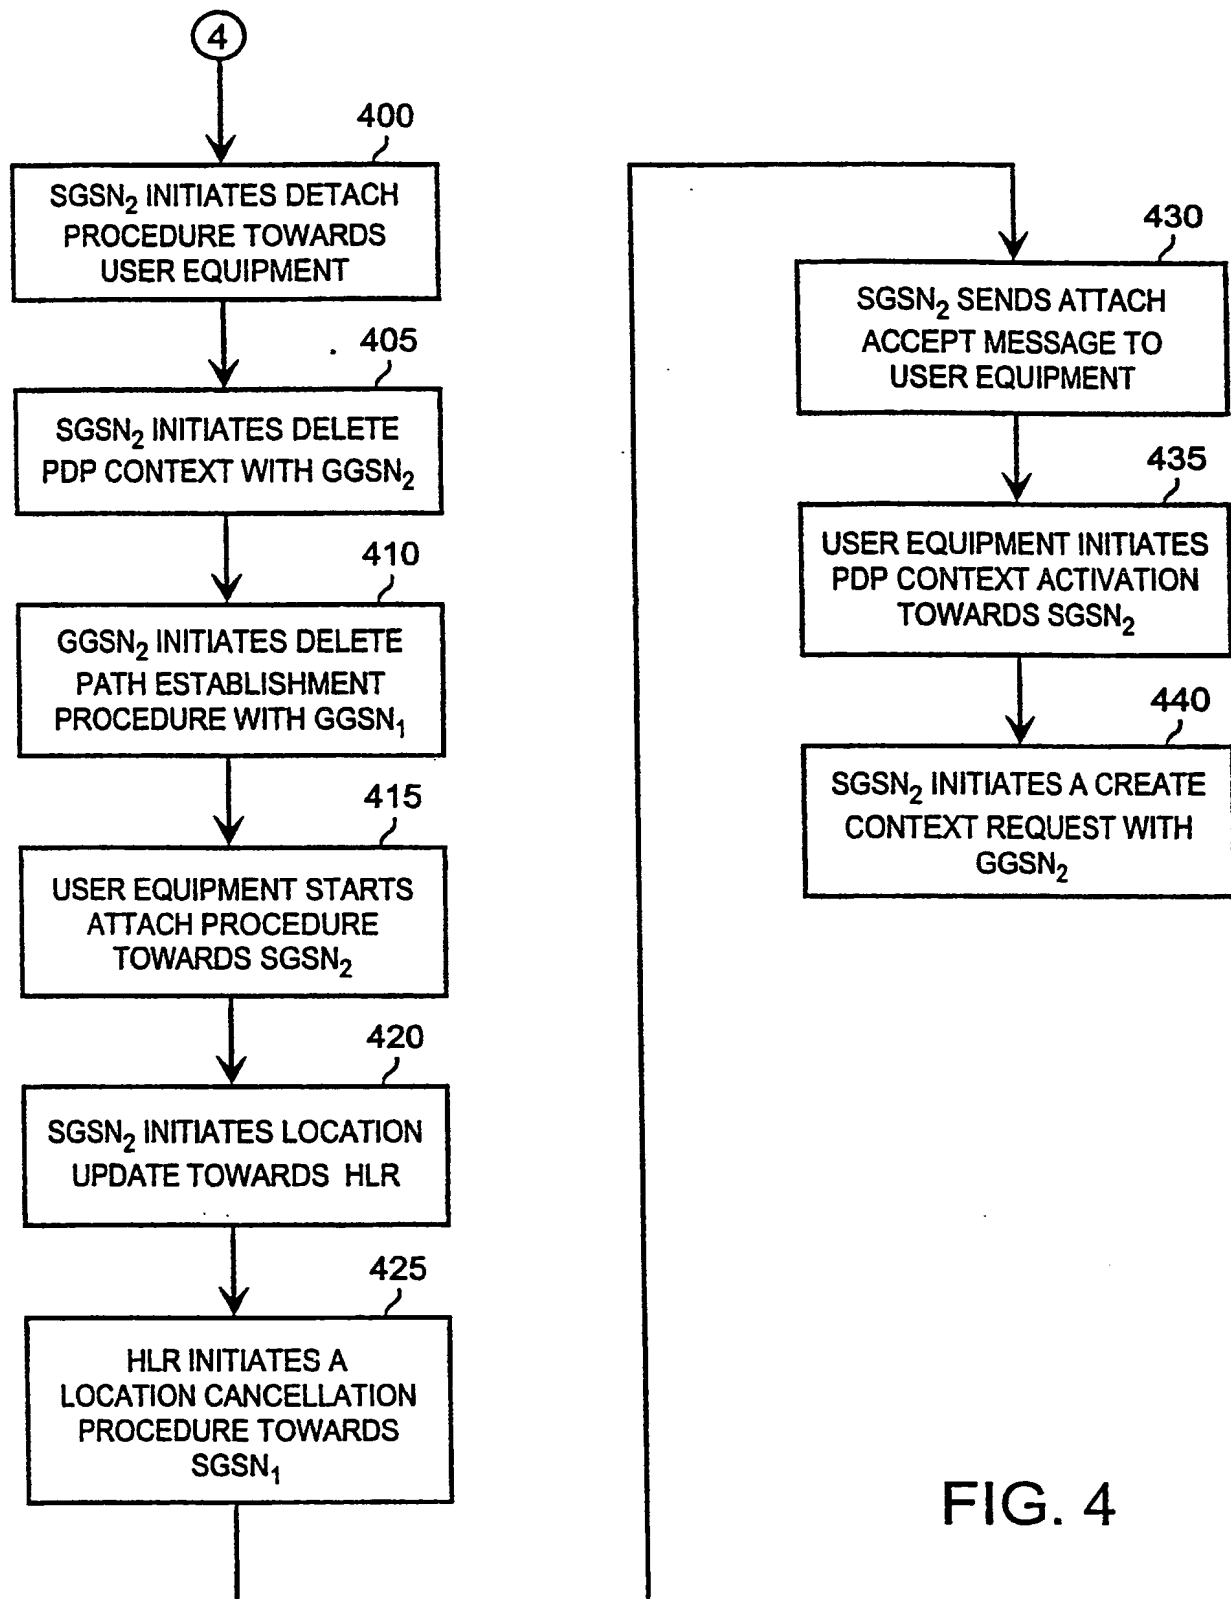 4
400
SGSN₂ INITIATES DETACH
PROCEDURE TOWARDS
USER EQUIPMENT
405
SGSN₂ INITIATES DELETE
PDP CONTEXT WITH GGSN₂
410
GGSN₂ INITIATES DELETE
PATH ESTABLISHMENT
PROCEDURE WITH GGSN₁
415
USER EQUIPMENT STARTS
ATTACH PROCEDURE
TOWARDS SGSN₂
420
SGSN₂ INITIATES LOCATION
UPDATE TOWARDS HLR
425
HLR INITIATES A
LOCATION CANCELLATION
PROCEDURE TOWARDS
SGSN₁
430
SGSN₂ SENDS ATTACH
ACCEPT MESSAGE TO
USER EQUIPMENT
435
USER EQUIPMENT INITIATES
PDP CONTEXT ACTIVATION
TOWARDS SGSN₂
440
SGSN₂ INITIATES A CREATE
CONTEXT REQUEST WITH
GGSN₂
FIG. 4